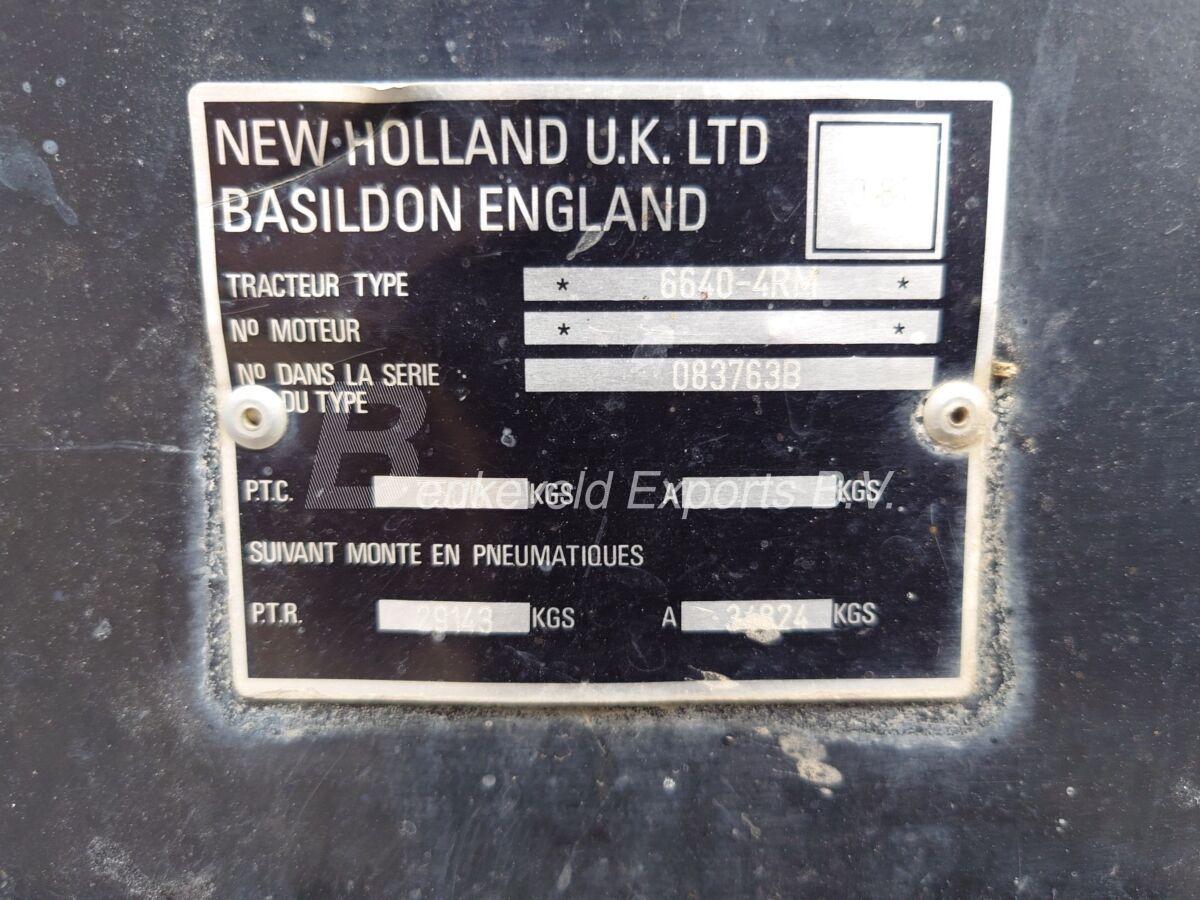 NEW HOLLAND U.K. LTD
BASILDON ENGLAND
TRACTEUR TYPE * 6640-4RM *
Nº MOTEUR * *
Nº DANS LA SERIE 083763B
DU TYPE
P.T.C. KGS A KGS
B Exports B.V.
SUIVANT MONTE EN PNEUMATIQUES
P.T.R. 29143 KGS A 34824 KGS